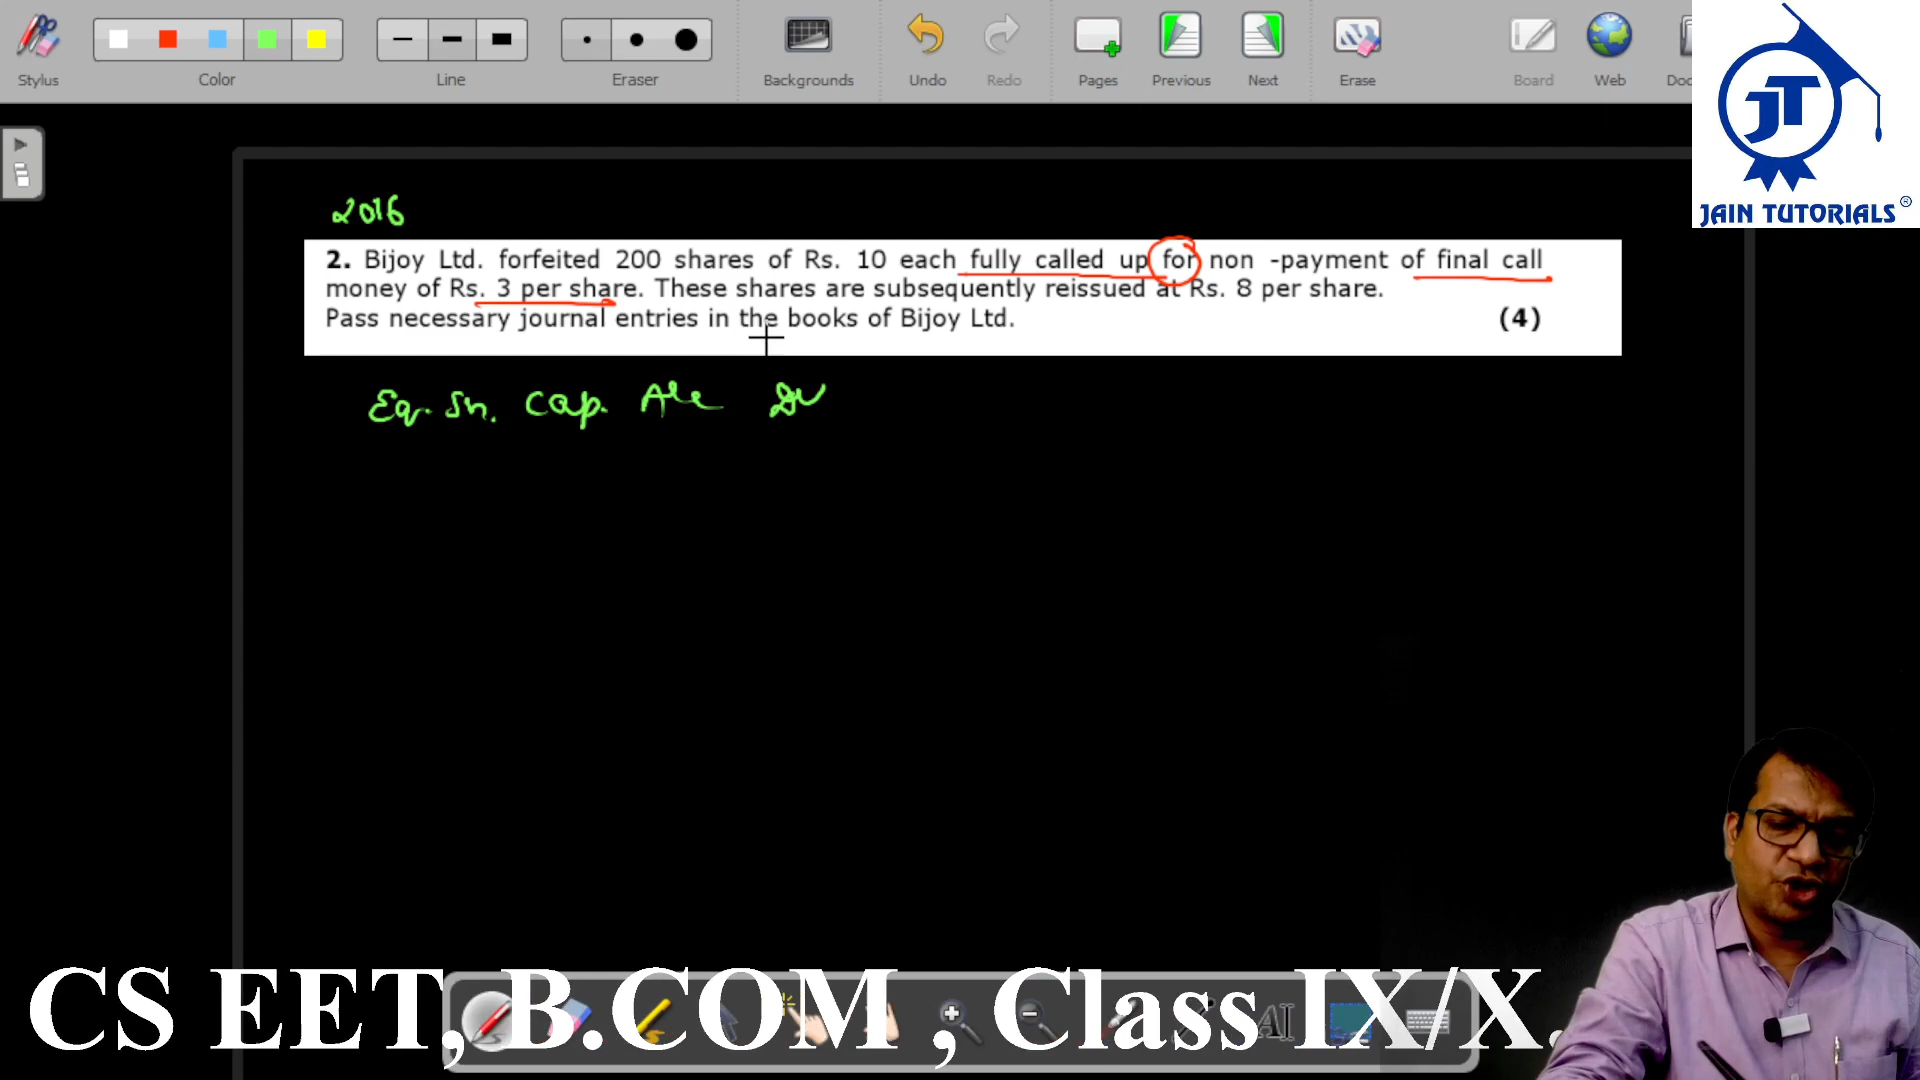 Stylus
Color
Line
Eraser
Backgrounds
Undo
Redo
Pages
Previous
Next
Erase
Board
Web
JT
JAIN TUTORIALS®
2016
2. Bijoy Ltd. forfeited 200 shares of Rs. 10 each fully called up for non -payment of final call
money of Rs. 3 per share. These shares are subsequently reissued at Rs. 8 per share.
Pass necessary journal entries in the books of Bijoy Ltd. (4)
Eq. Sh. Cap. A/c Dr
CS EET, B.COM , Class IX/X.